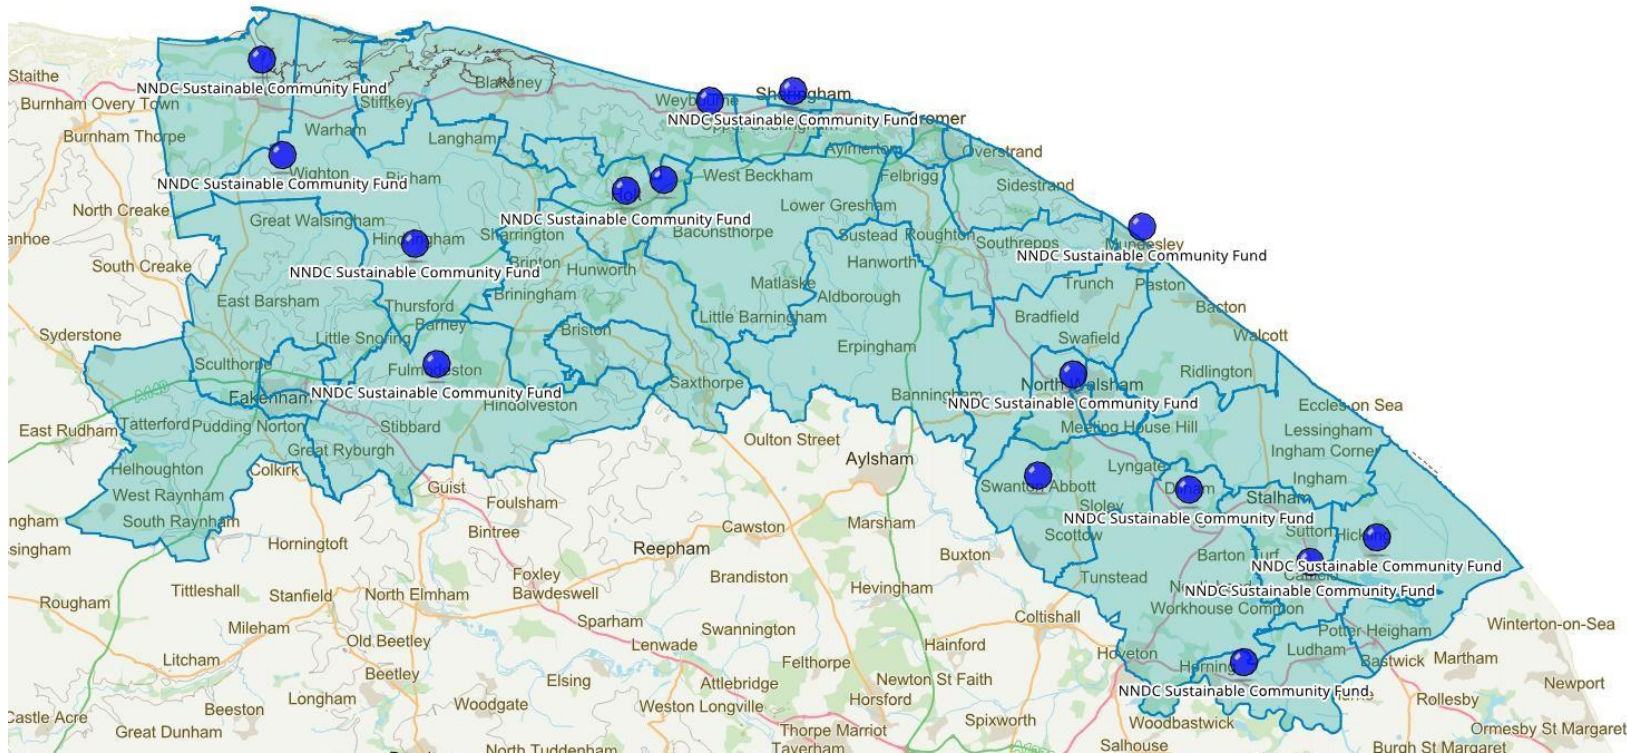 Staithe
Burnham Overy Town
Burnham Thorpe
NNDC Sustainable Community Fund
Stiffkey
Blakeney
Warham
Langham
Sheringham
NNDC Sustainable Community Fund
Cromer
Aylmerton
Overstrand
Wighton
NNDC Sustainable Community Fund
North Creake
Great Walsingham
Hindringham
Sharrington
NNDC Sustainable Community Fund
West Beckham
Felbrigg
Sidestrand
Lower Gresham
Baconsthorpe
Sustead
Roughton
Southrepps
Mundesley
NNDC Sustainable Community Fund
South Creake
NNDC Sustainable Community Fund
Brinton
Hunworth
Hanworth
Matlaske
Aldborough
Trunch
Paston
East Barsham
Thursford
Briningham
Bacton
Syderstone
Little Snoring
Barney
Briston
Little Barningham
Bradfield
Swafield
Walcott
Sculthorpe
Fulmodeston
NNDC Sustainable Community Fund
Erpingham
Saxthorpe
Ridlington
Fakenham
Hindolveston
Banningham
North Walsham
NNDC Sustainable Community Fund
Eccles on Sea
East Rudham
Tatterford
Pudding Norton
Stibbard
Meeting House Hill
Lessingham
Great Ryburgh
Oulton Street
Aylsham
Ingham Corner
Helhoughton
Colkirk
Lyngate
Ingham
West Raynham
Guist
Swanton Abbott
Stalham
South Raynham
Foulsham
Sloley
NNDC Sustainable Community Fund
Bintree
Cawston
Marsham
Scottow
Sutton
Hickling
Horningtoft
Reepham
Buxton
Barton Turf
NNDC Sustainable Community Fund
Tittleshall
Foxley
Bawdeswell
Brandiston
Hevingham
Tunstead
NNDC Sustainable Community Fund
Rougham
Stanfield
North Elmham
Workhouse Common
Coltishall
Mileham
Old Beetley
Sparham
Swannington
Potter Heigham
Winterton-on-Sea
Litcham
Lenwade
Hainford
Hoveton
Ludham
Bastwick
Martham
Beetley
Felthorpe
Horning
Elsing
Attlebridge
Newton St Faith
NNDC Sustainable Community Fund
Newport
Castle Acre
Beeston
Longham
Woodgate
Weston Longville
Horsford
Rollesby
Great Dunham
Spixworth
Woodbastwick
Ormesby St Margaret
Thorpe Marriot
Taverham
North Tuddenham
Salhouse
Burgh St Margaret